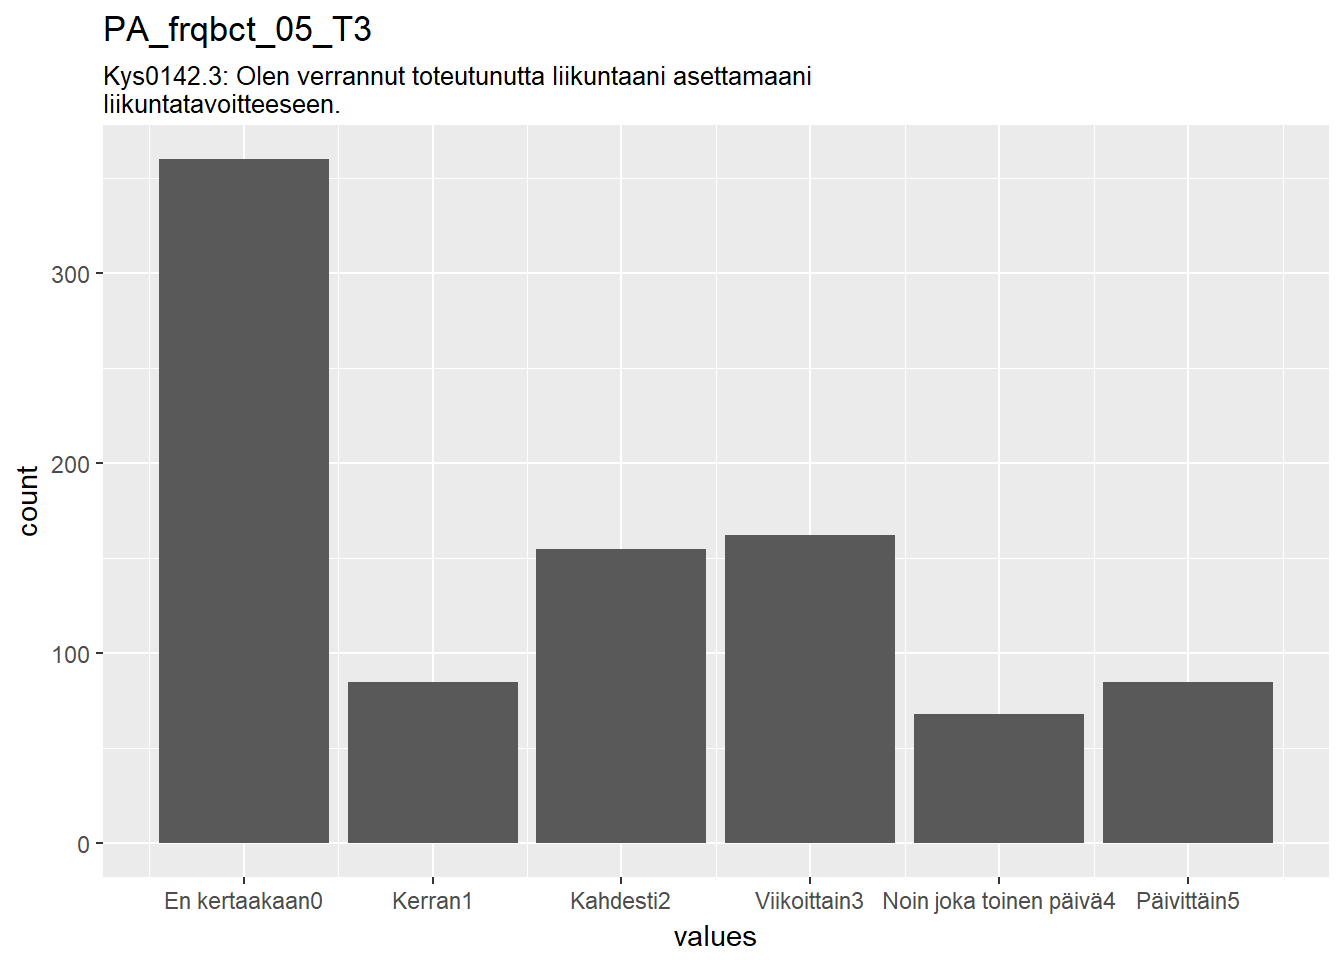 PA_frqbct_05_T3
Kys0142.3: Olen verrannut toteutunutta liikuntaani asettamaani
liikuntatavoitteeseen.
300
200
100
0
count
En kertaakaan0 Kerran1 Kahdesti2 Viikoittain3 Noin joka toinen päivä4 Päivittäin5
values